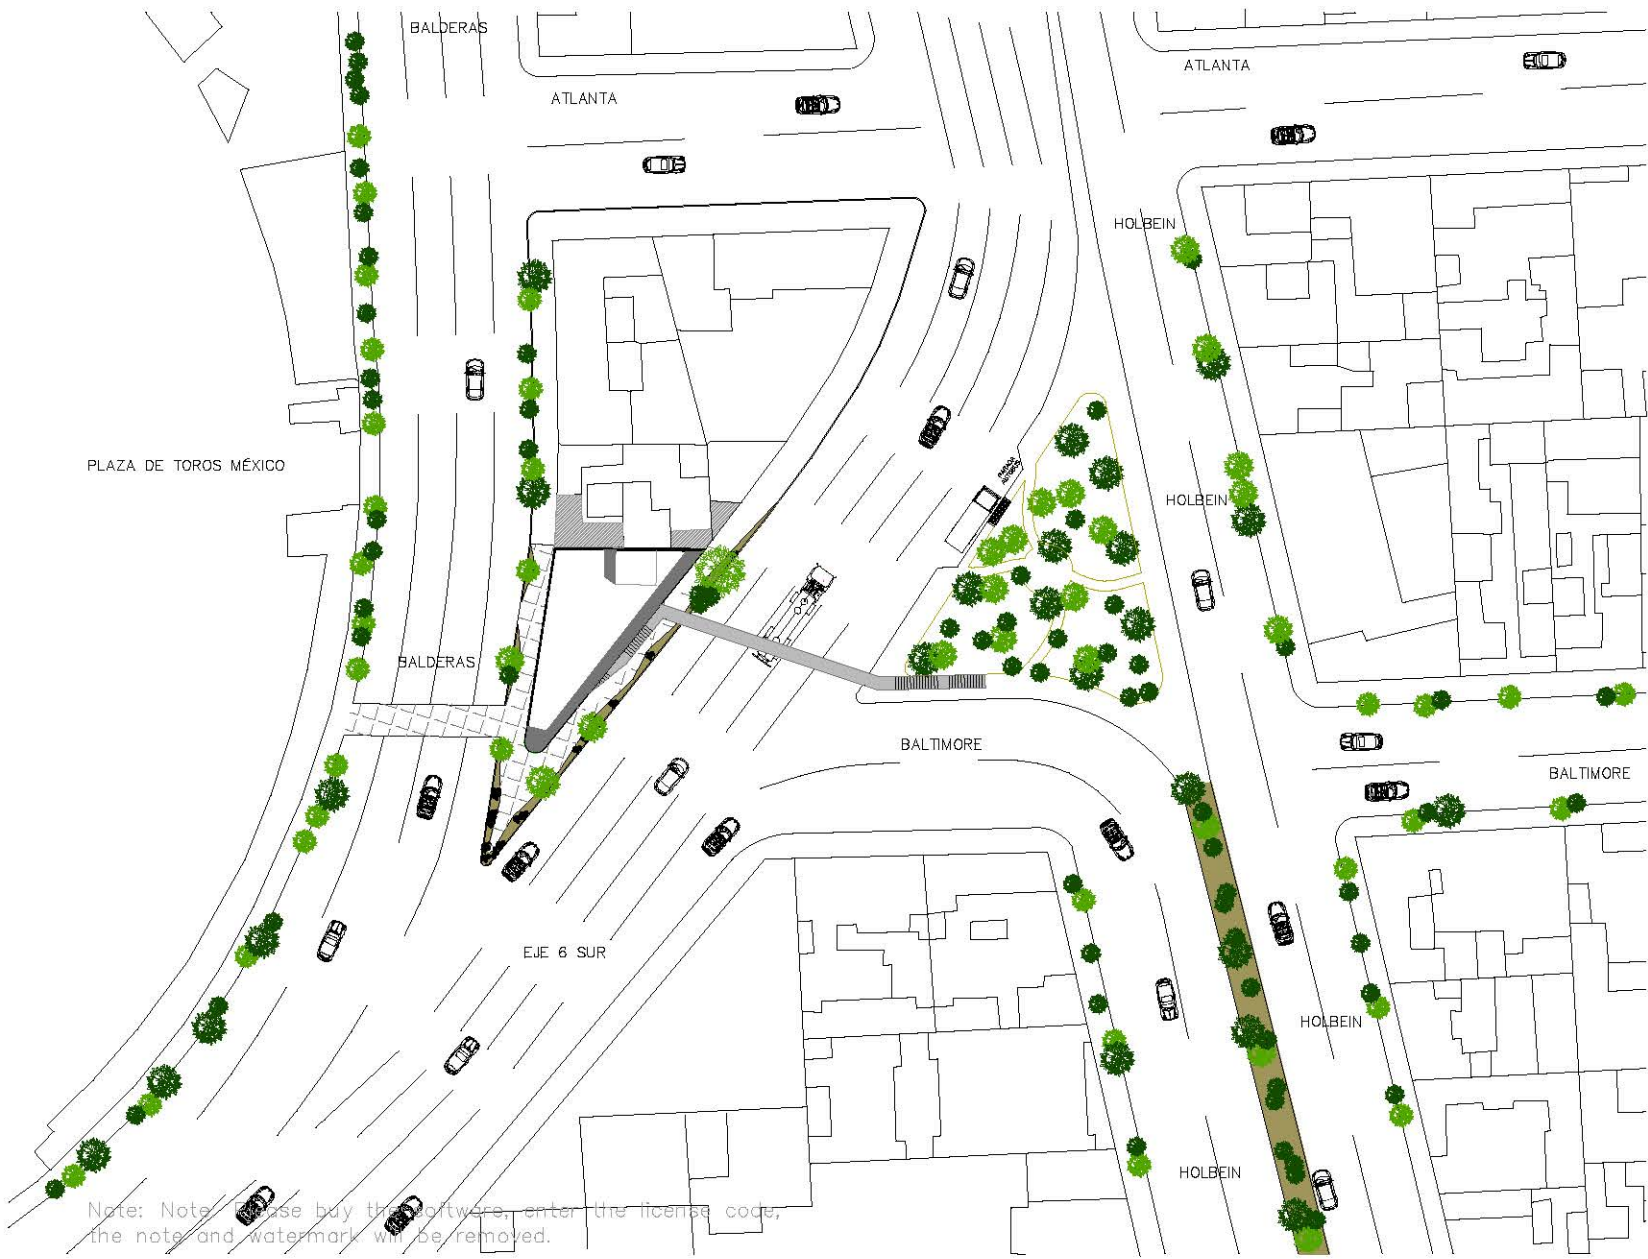 BALDERAS
ATLANTA
ATLANTA
HOLBEIN
PLAZA DE TOROS MÉXICO
HOLBEIN
BALDERAS
BALTIMORE
BALTIMORE
EJE 6 SUR
HOLBEIN
HOLBEIN
Note: Note: Please buy the software, enter the license code,
the note and watermark will be removed.